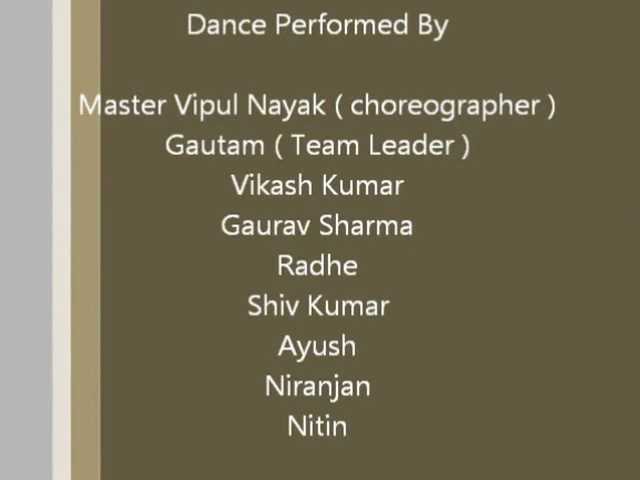 Dance Performed By
Master Vipul Nayak ( choreographer )
Gautam ( Team Leader )
Vikash Kumar
Gaurav Sharma
Radhe
Shiv Kumar
Ayush
Niranjan
Nitin